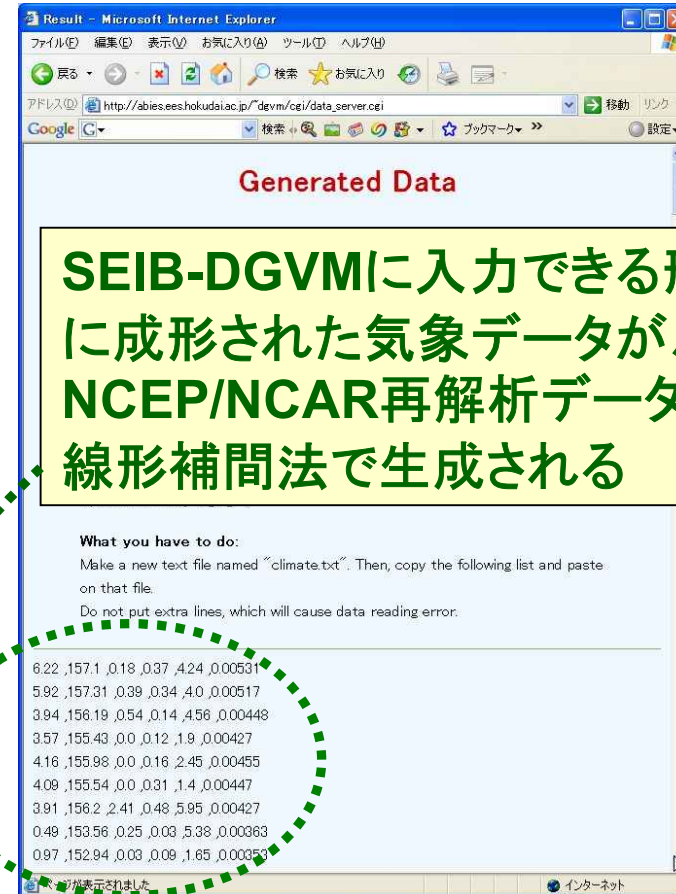 Result - Microsoft Internet Explorer
ファイル(F) 編集(E) 表示(V) お気に入り(A) ツール(T) ヘルプ(H)
戻る 検索 お気に入り
アドレス(D) http://abies.ees.hokudai.ac.jp/~dgvm/cgi/data_server.cgi 移動 リンク
Google G 検索 ブックマーク 設定
Generated Data
SEIB-DGVMに入力できる
に成形された気象データが、
NCEP/NCAR再解析データ
線形補間法で生成される
What you have to do:
Make a new text file named "climate.txt". Then, copy the following list and paste
on that file.
Do not put extra lines, which will cause data reading error.
6.22 ,157.1 ,0.18 ,0.37 ,4.24 ,0.00531
5.92 ,157.31 ,0.39 ,0.34 ,4.0 ,0.00517
3.94 ,156.19 ,0.54 ,0.14 ,4.56 ,0.00448
3.57 ,155.43 ,0.0 ,0.12 ,1.9 ,0.00427
4.16 ,155.98 ,0.0 ,0.16 ,2.45 ,0.00455
4.09 ,155.54 ,0.0 ,0.31 ,1.4 ,0.00447
3.91 ,156.2 ,2.41 ,0.48 ,5.95 ,0.00427
0.49 ,153.56 ,0.25 ,0.03 ,5.38 ,0.00363
0.97 ,152.94 ,0.03 ,0.09 ,1.65 ,0.00353
ページが表示されました インターネット